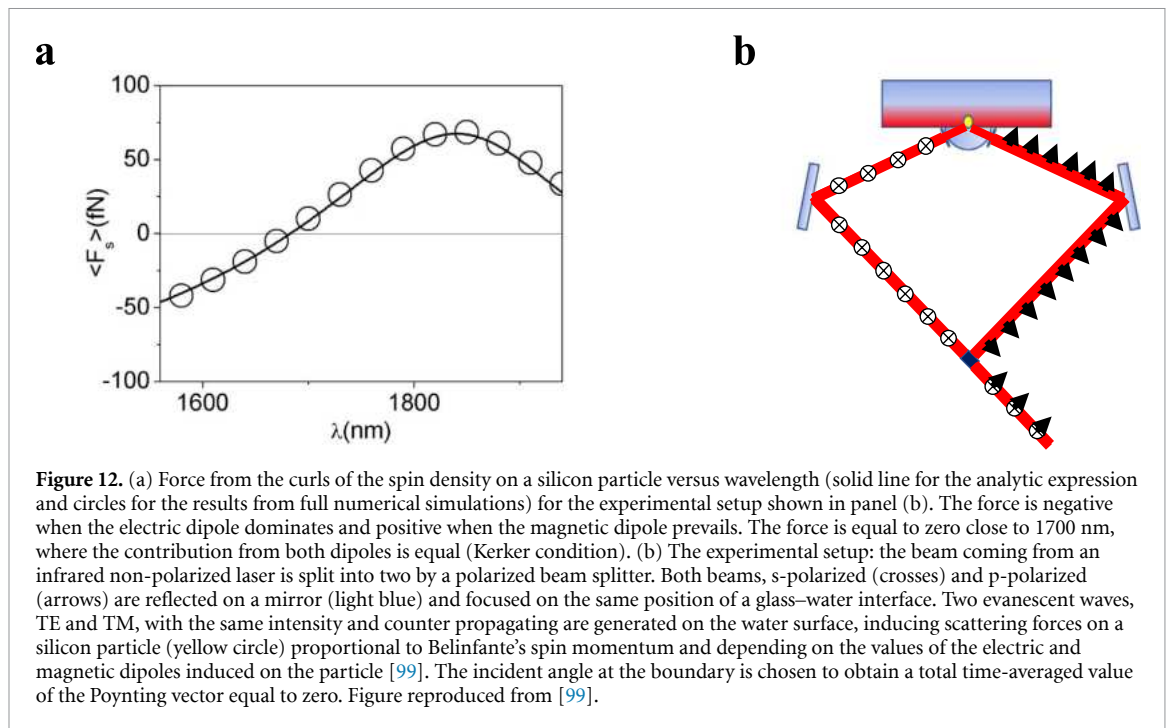 a
b
100
50
0
-50
-100
<F_s>(fN)
1600
1800
λ(nm)
Figure 12. (a) Force from the curls of the spin density on a silicon particle versus wavelength (solid line for the analytic expression
and circles for the results from full numerical simulations) for the experimental setup shown in panel (b). The force is negative
when the electric dipole dominates and positive when the magnetic dipole prevails. The force is equal to zero close to 1700 nm,
where the contribution from both dipoles is equal (Kerker condition). (b) The experimental setup: the beam coming from an
infrared non-polarized laser is split into two by a polarized beam splitter. Both beams, s-polarized (crosses) and p-polarized
(arrows) are reflected on a mirror (light blue) and focused on the same position of a glass–water interface. Two evanescent waves,
TE and TM, with the same intensity and counter propagating are generated on the water surface, inducing scattering forces on a
silicon particle (yellow circle) proportional to Belinfante's spin momentum and depending on the values of the electric and
magnetic dipoles induced on the particle [99]. The incident angle at the boundary is chosen to obtain a total time-averaged value
of the Poynting vector equal to zero. Figure reproduced from [99].